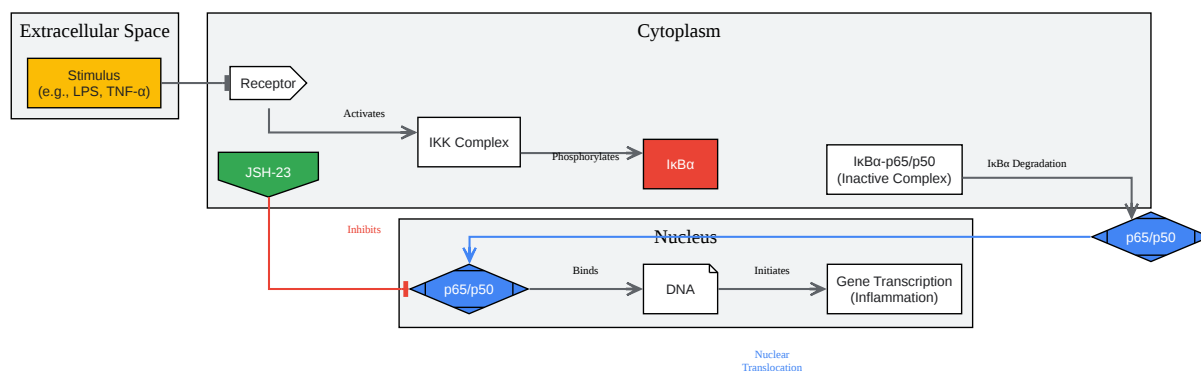 Extracellular Space
Cytoplasm
Stimulus
(e.g., LPS, TNF-α)
Receptor
Activates
IKK Complex
Phosphorylates
IκBα
IκBα-p65/p50
(Inactive Complex)
IκBα Degradation
JSH-23
Inhibits
Nucleus
p65/p50
p65/p50
Binds
DNA
Initiates
Gene Transcription
(Inflammation)
Nuclear
Translocation